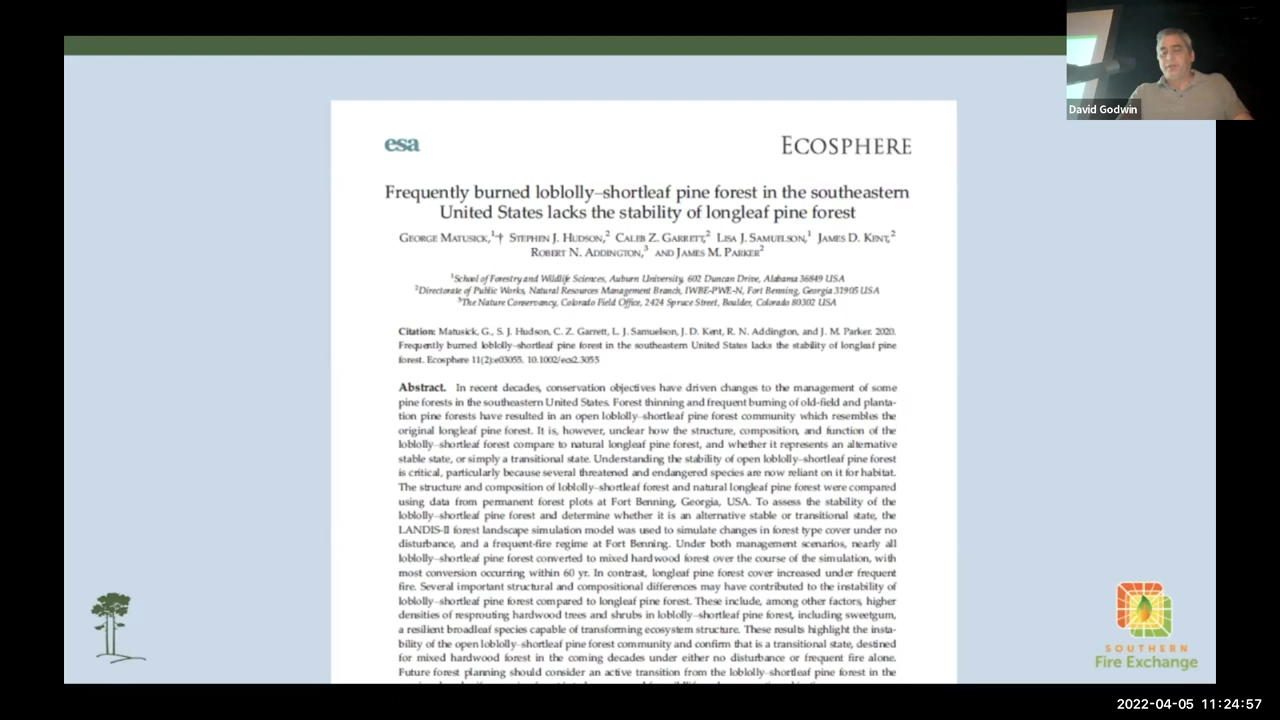 David Godwin
esa
ECOSPHERE
Frequently burned loblolly–shortleaf pine forest in the southeastern
United States lacks the stability of longleaf pine forest
GEORGE MATUSICK,1,† STEPHEN J. HUDSON,2 CALEB Z. GARRETT,2 LISA J. SAMUELSON,1 JAMES D. KENT,2
ROBERT N. ADDINGTON,3 AND JAMES M. PARKER2
1School of Forestry and Wildlife Sciences, Auburn University, 602 Duncan Drive, Alabama 36849 USA
2Directorate of Public Works, Natural Resources Management Branch, IWBE-PWE-N, Fort Benning, Georgia 31905 USA
3The Nature Conservancy, Colorado Field Office, 2424 Spruce Street, Boulder, Colorado 80302 USA
Citation: Matusick, G., S. J. Hudson, C. Z. Garrett, L. J. Samuelson, J. D. Kent, R. N. Addington, and J. M. Parker. 2020.
Frequently burned loblolly–shortleaf pine forest in the southeastern United States lacks the stability of longleaf pine
forest. Ecosphere 11(2):e03055. 10.1002/ecs2.3055
Abstract. In recent decades, conservation objectives have driven changes to the management of some
pine forests in the southeastern United States. Forest thinning and frequent burning of old-field and planta-
tion pine forests have resulted in an open loblolly–shortleaf pine forest community which resembles the
original longleaf pine forest. It is, however, unclear how the structure, composition, and function of the
loblolly–shortleaf forest compare to natural longleaf pine forest, and whether it represents an alternative
stable state, or simply a transitional state. Understanding the stability of open loblolly–shortleaf pine forest
is critical, particularly because several threatened and endangered species are now reliant on it for habitat.
The structure and composition of loblolly–shortleaf forest and natural longleaf pine forest were compared
using data from permanent forest plots at Fort Benning, Georgia, USA. To assess the stability of the
loblolly–shortleaf pine forest and determine whether it is an alternative stable or transitional state, the
LANDIS-II forest landscape simulation model was used to simulate changes in forest type cover under no
disturbance, and a frequent-fire regime at Fort Benning. Under both management scenarios, nearly all
loblolly–shortleaf pine forest converted to mixed hardwood forest over the course of the simulation, with
most conversion occurring within 60 yr. In contrast, longleaf pine forest cover increased under frequent
fire. Several important structural and compositional differences may have contributed to the instability of
loblolly–shortleaf pine forest compared to longleaf pine forest. These include, among other factors, higher
densities of resprouting hardwood trees and shrubs in loblolly–shortleaf pine forest, including sweetgum,
a resilient broadleaf species capable of transforming ecosystem structure. These results highlight the insta-
bility of the open loblolly–shortleaf pine forest community and confirm that is a transitional state, destined
for mixed hardwood forest in the coming decades under either no disturbance or frequent fire alone.
Future forest planning should consider an active transition from the loblolly–shortleaf pine forest in the
SOUTHERN
Fire Exchange
2022-04-05 11:24:57